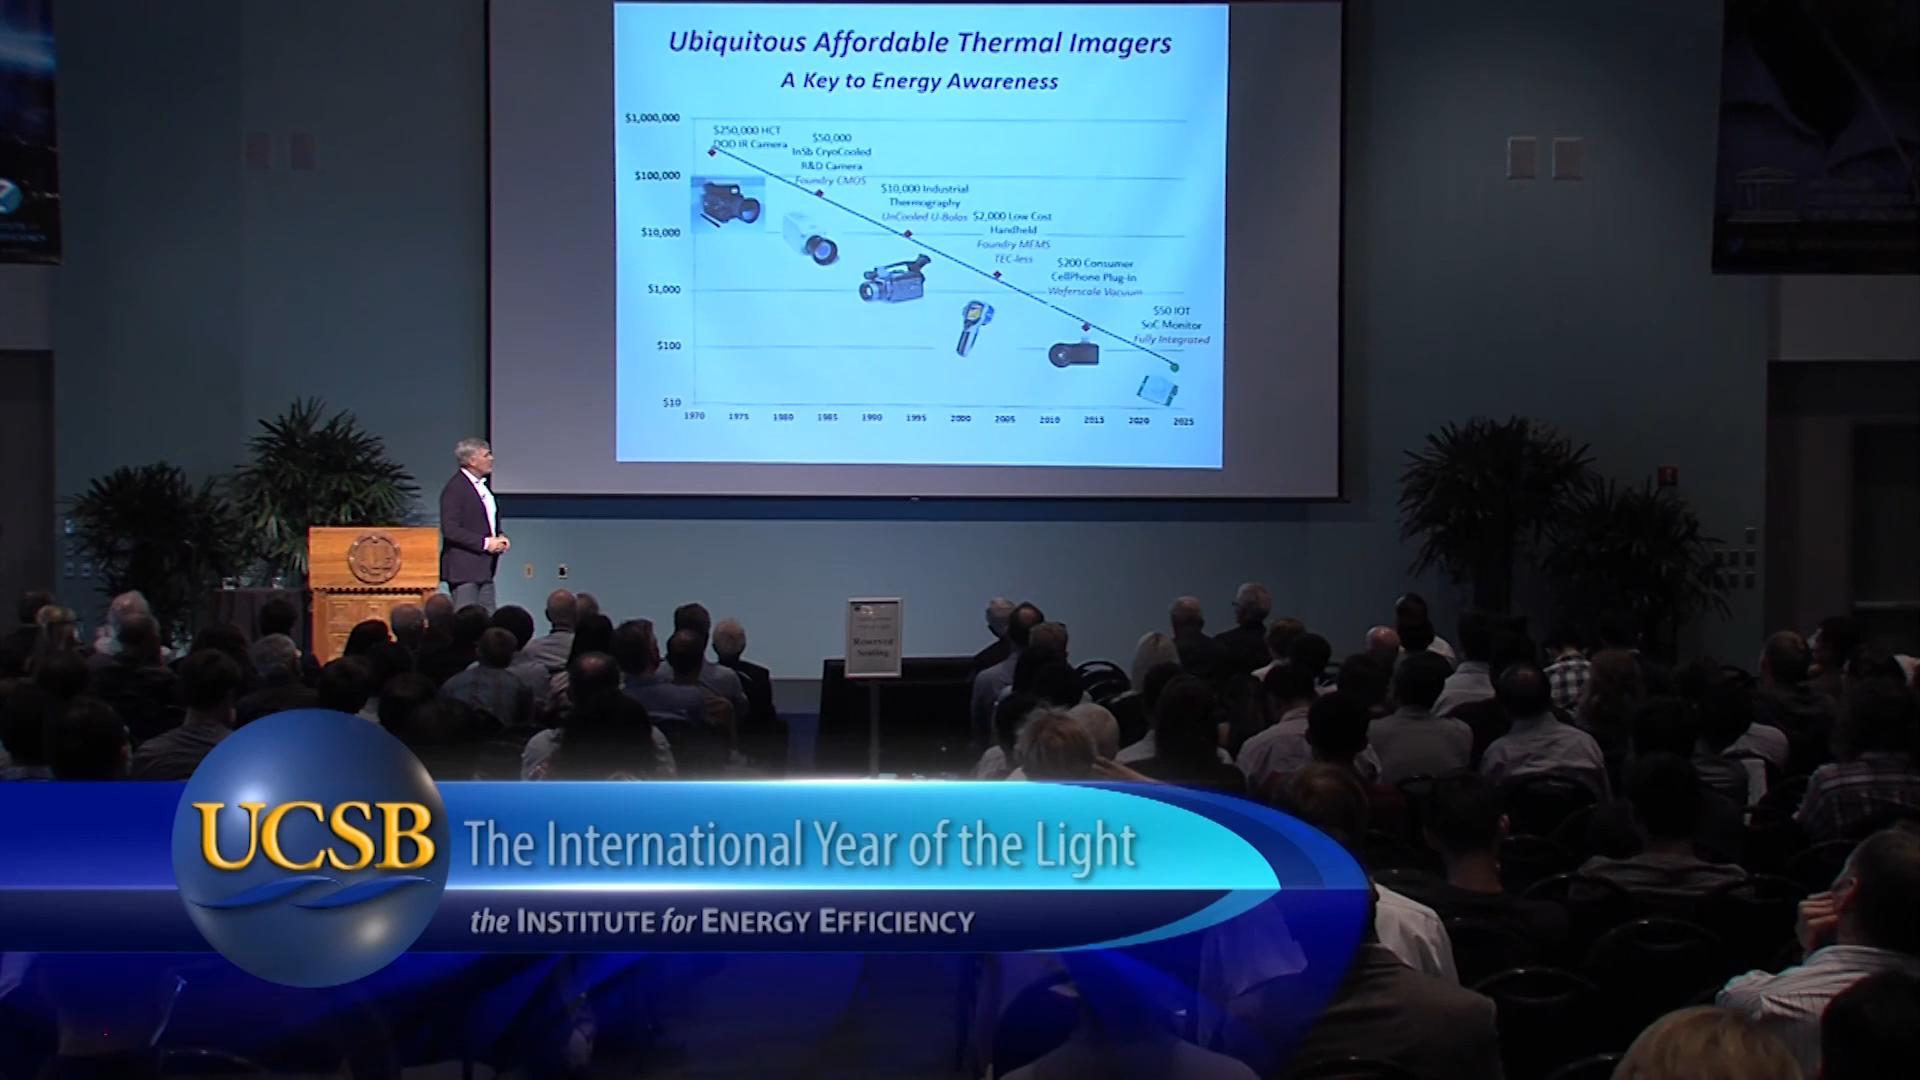 Ubiquitous Affordable Thermal Imagers
A Key to Energy Awareness
$1,000,000
$100,000
$10,000
$1,000
$100
$10
$250,000 HCT
DOD IR Camera
$50,000
InSb CryoCooled
R&D Camera
Foundry CMOS
$10,000 Industrial
Thermography
UnCooled U-Bolos
$2,000 Low Cost
Handheld
Foundry MEMS
TEC-less
$200 Consumer
CellPhone Plug-In
Waferscale Vacuum
$50 IOT
SoC Monitor
Fully Integrated
1970 1975 1980 1985 1990 1995 2000 2005 2010 2015 2020 2025
Reserved
Seating
UCSB
The International Year of the Light
the INSTITUTE for ENERGY EFFICIENCY